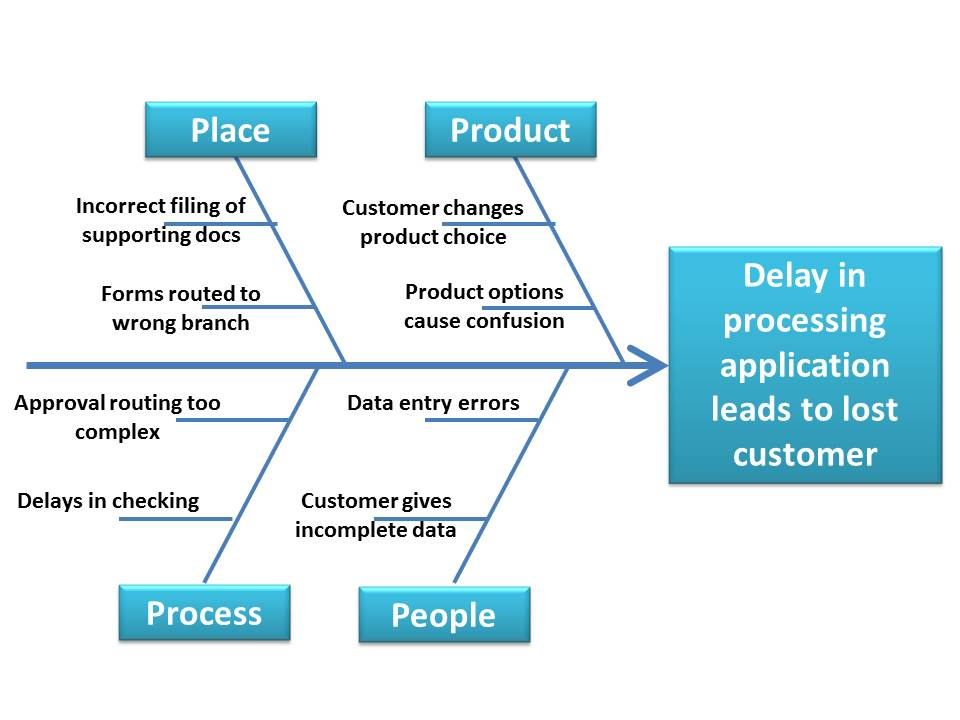 Place
Product
Incorrect filing of
supporting docs
Customer changes
product choice
Forms routed to
wrong branch
Product options
cause confusion
Delay in
processing
application
leads to lost
customer
Approval routing too
complex
Data entry errors
Delays in checking
Customer gives
incomplete data
Process
People